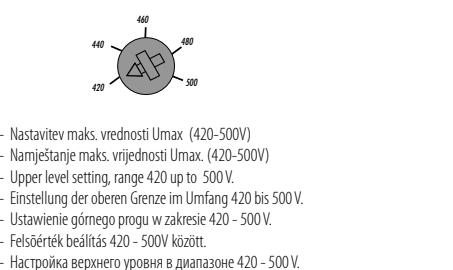 460
440
480
420
500
- Nastavitev maks. vrednosti Umax (420-500V)
- Namještanje maks. vrijednosti Umax. (420-500V)
- Upper level setting, range 420 up to 500 V.
- Einstellung der oberen Grenze im Umfang 420 bis 500 V.
- Ustawienie górnego progu w zakresie 420 - 500 V.
- Felsõérték beálítás 420 - 500V között.
- Настройка верхнего уровня в диапазоне 420 - 500 V.